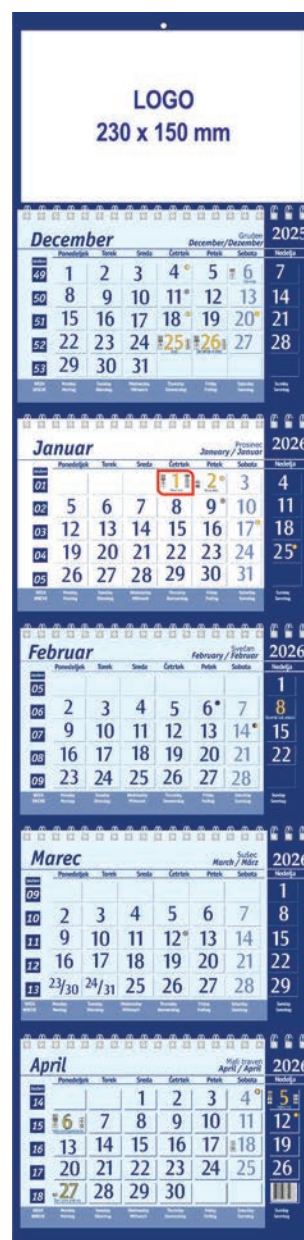 LOGO
230 x 150 mm
December
Gruden
December/Dezember
2025
Ponedeljek Torek Sreda Četrtek Petek Sobota Nedelja
49 1 2 3 4 5 6 7
50 8 9 10 11 12 13 14
51 15 16 17 18 19 20 21
52 22 23 24 25 26 27 28
53 29 30 31
Januar
Prosinec
January / Januar
2026
Ponedeljek Torek Sreda Četrtek Petek Sobota Nedelja
01 1 2 3 4
02 5 6 7 8 9 10 11
03 12 13 14 15 16 17 18
04 19 20 21 22 23 24 25
05 26 27 28 29 30 31
Februar
Svečan
February / Februar
2026
Ponedeljek Torek Sreda Četrtek Petek Sobota Nedelja
05 1
06 2 3 4 5 6 7 8
07 9 10 11 12 13 14 15
08 16 17 18 19 20 21 22
09 23 24 25 26 27 28
Marec
Sušec
March / März
2026
Ponedeljek Torek Sreda Četrtek Petek Sobota Nedelja
09 1
10 2 3 4 5 6 7 8
11 9 10 11 12 13 14 15
12 16 17 18 19 20 21 22
13 23/30 24/31 25 26 27 28 29
April
Mali traven
April / April
2026
Ponedeljek Torek Sreda Četrtek Petek Sobota Nedelja
14 1 2 3 4 5
15 6 7 8 9 10 11 12
16 13 14 15 16 17 18 19
17 20 21 22 23 24 25 26
18 27 28 29 30